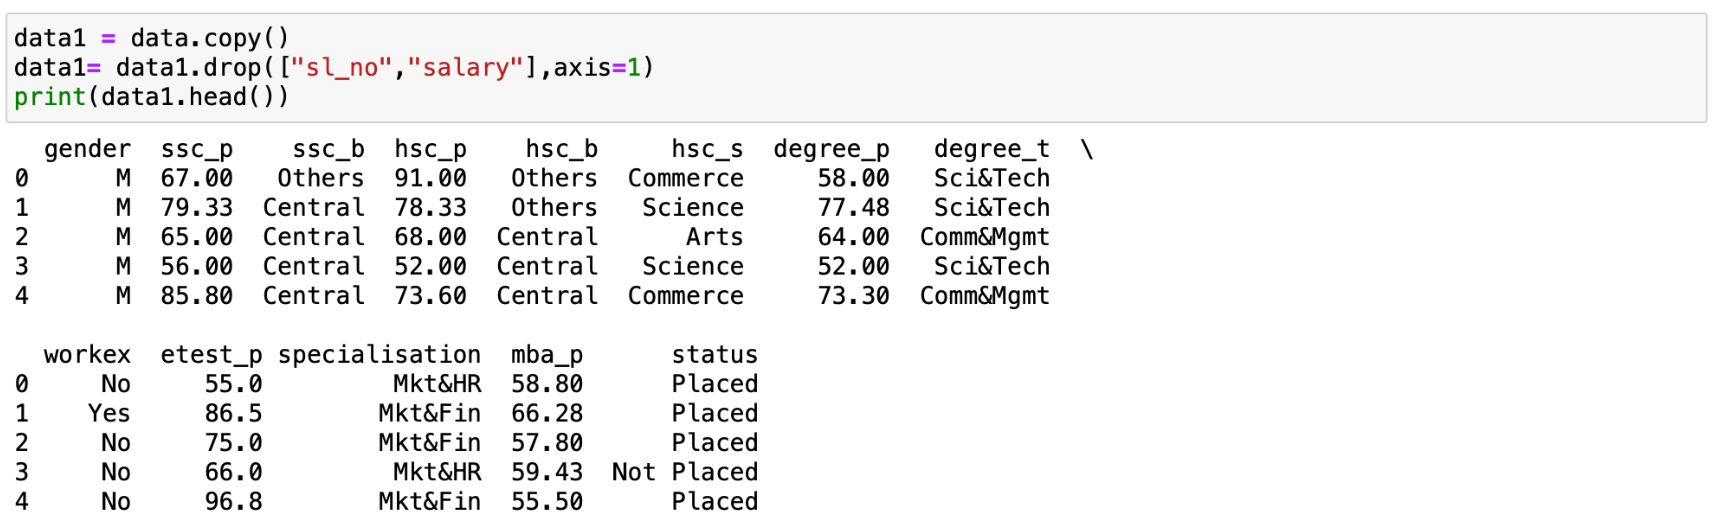 data1 = data.copy()
data1= data1.drop(["sl_no","salary"],axis=1)
print(data1.head())
  gender  ssc_p    ssc_b  hsc_p    hsc_b     hsc_s  degree_p   degree_t  \
0      M  67.00   Others  91.00   Others  Commerce     58.00   Sci&Tech
1      M  79.33  Central  78.33   Others   Science     77.48   Sci&Tech
2      M  65.00  Central  68.00  Central      Arts     64.00  Comm&Mgmt
3      M  56.00  Central  52.00  Central   Science     52.00   Sci&Tech
4      M  85.80  Central  73.60  Central  Commerce     73.30  Comm&Mgmt
  workex  etest_p specialisation  mba_p      status
0     No     55.0        Mkt&HR  58.80      Placed
1    Yes     86.5       Mkt&Fin  66.28      Placed
2     No     75.0       Mkt&Fin  57.80      Placed
3     No     66.0        Mkt&HR  59.43  Not Placed
4     No     96.8       Mkt&Fin  55.50      Placed